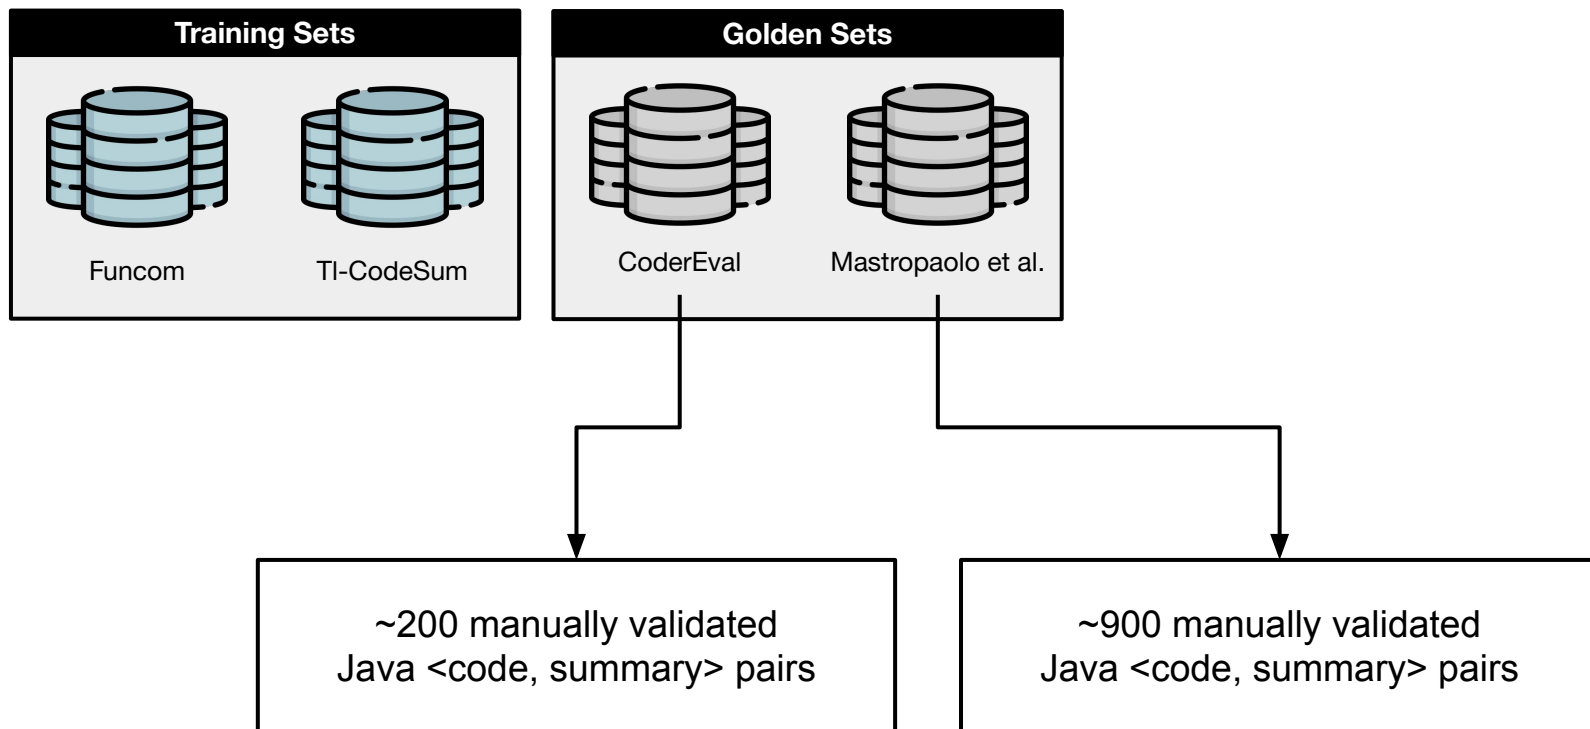 Training Sets
Funcom
Tl-CodeSum
Golden Sets
CoderEval
Mastropaolo et al.
~200 manually validated
Java <code, summary> pairs
~900 manually validated
Java <code, summary> pairs